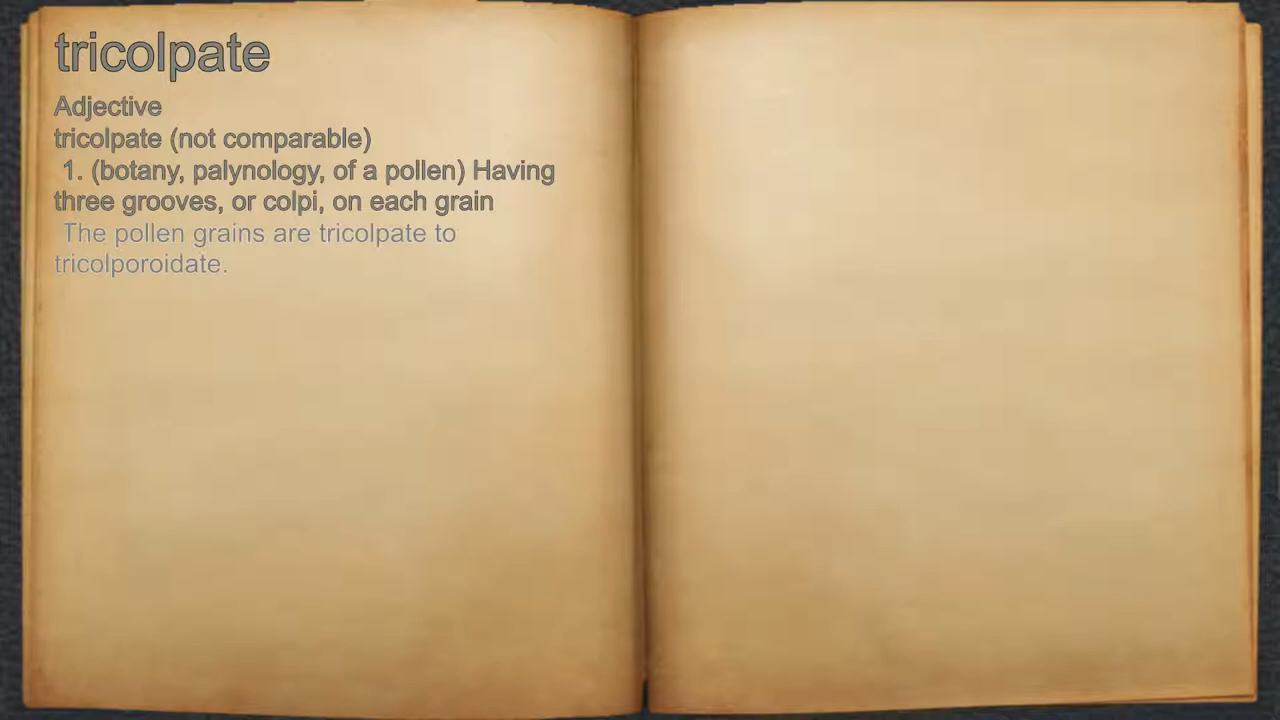 tricolpate
Adjective
tricolpate (not comparable)
1. (botany, palynology, of a pollen) Having
three grooves, or colpi, on each grain
The pollen grains are tricolpate to
tricolporoidate.